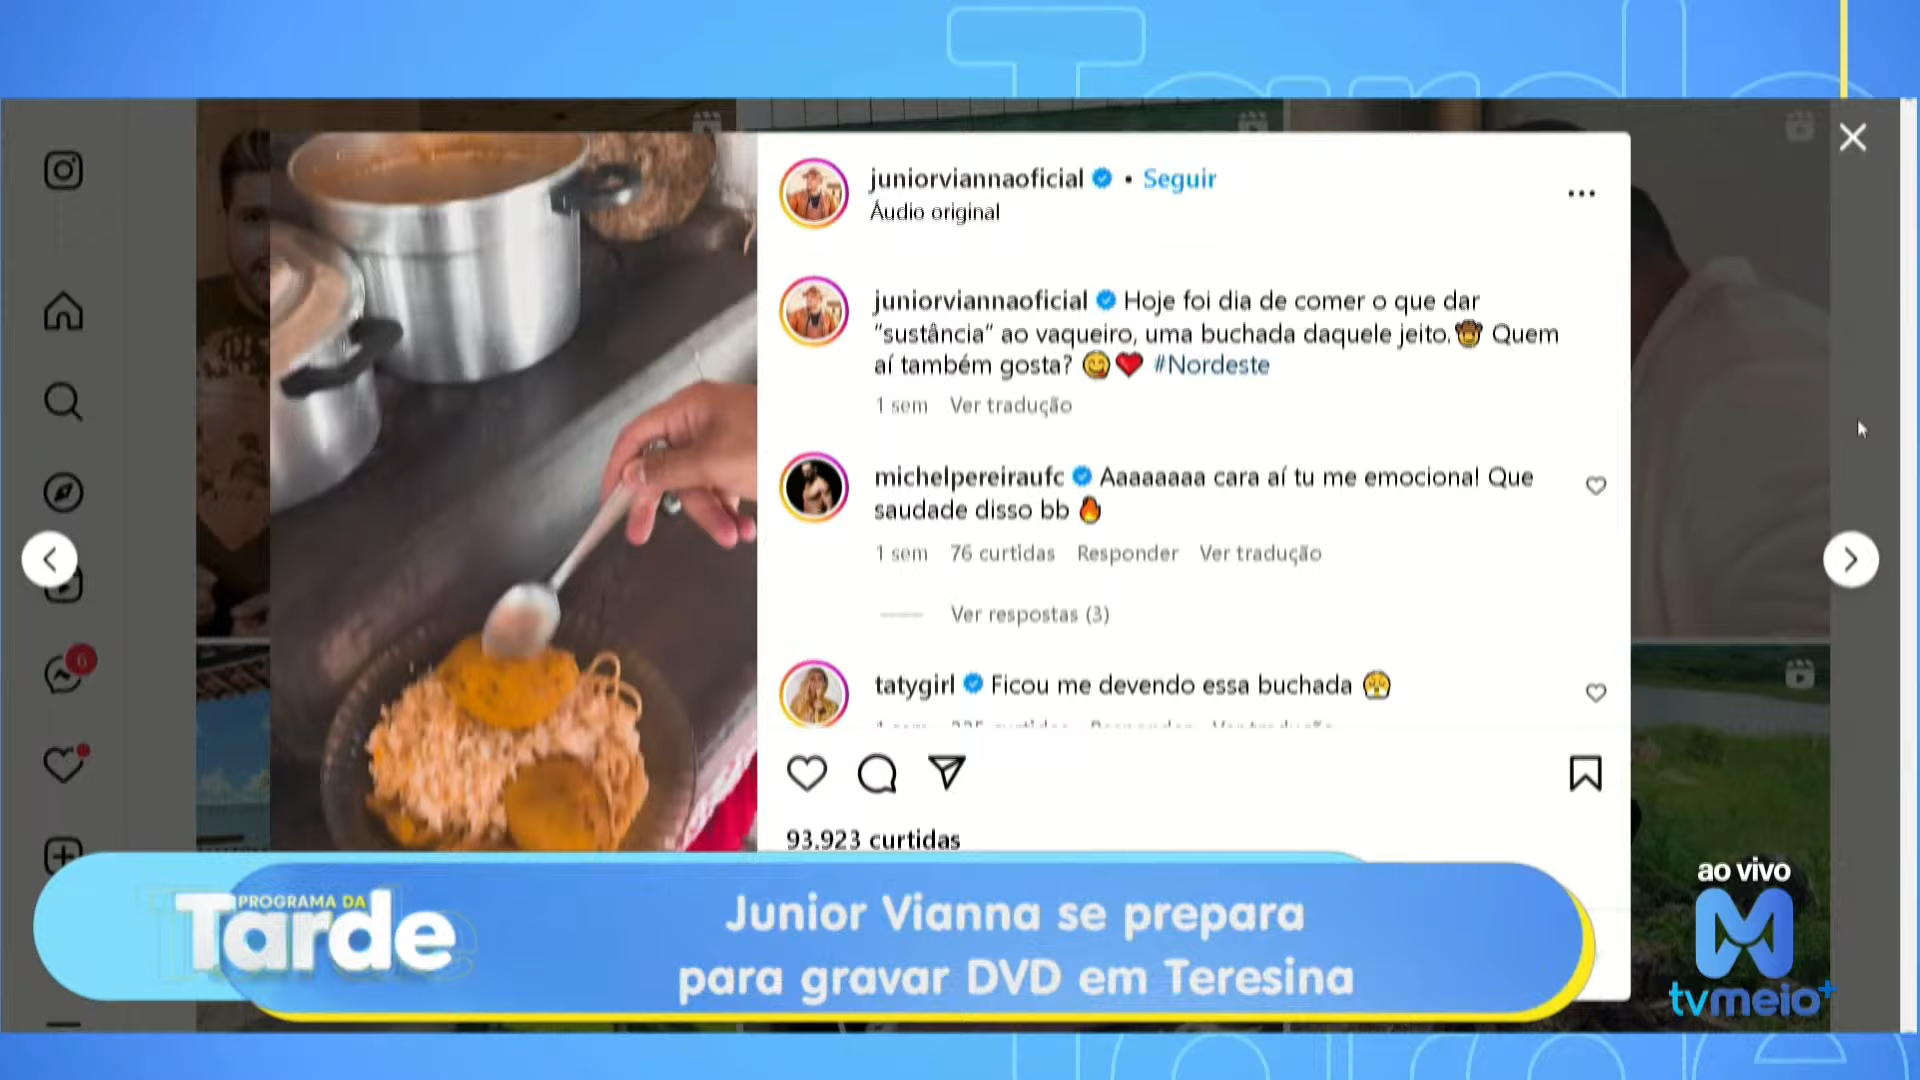 juniorviannaoficial • Seguir
Áudio original
juniorviannaoficial Hoje foi dia de comer o que dar
"sustância" ao vaqueiro, uma buchada daquele jeito.🤠 Quem
aí também gosta? 😋❤️ #Nordeste
1 sem Ver tradução
michelpereiraufc Aaaaaaaa cara aí tu me emociona! Que
saudade disso bb 🔥
1 sem 76 curtidas Responder Ver tradução
Ver respostas (3)
tatygirl Ficou me devendo essa buchada 😤
6
93.923 curtidas
PROGRAMA DA
Tarde
Junior Vianna se prepara
para gravar DVD em Teresina
ao vivo
tvmeio+